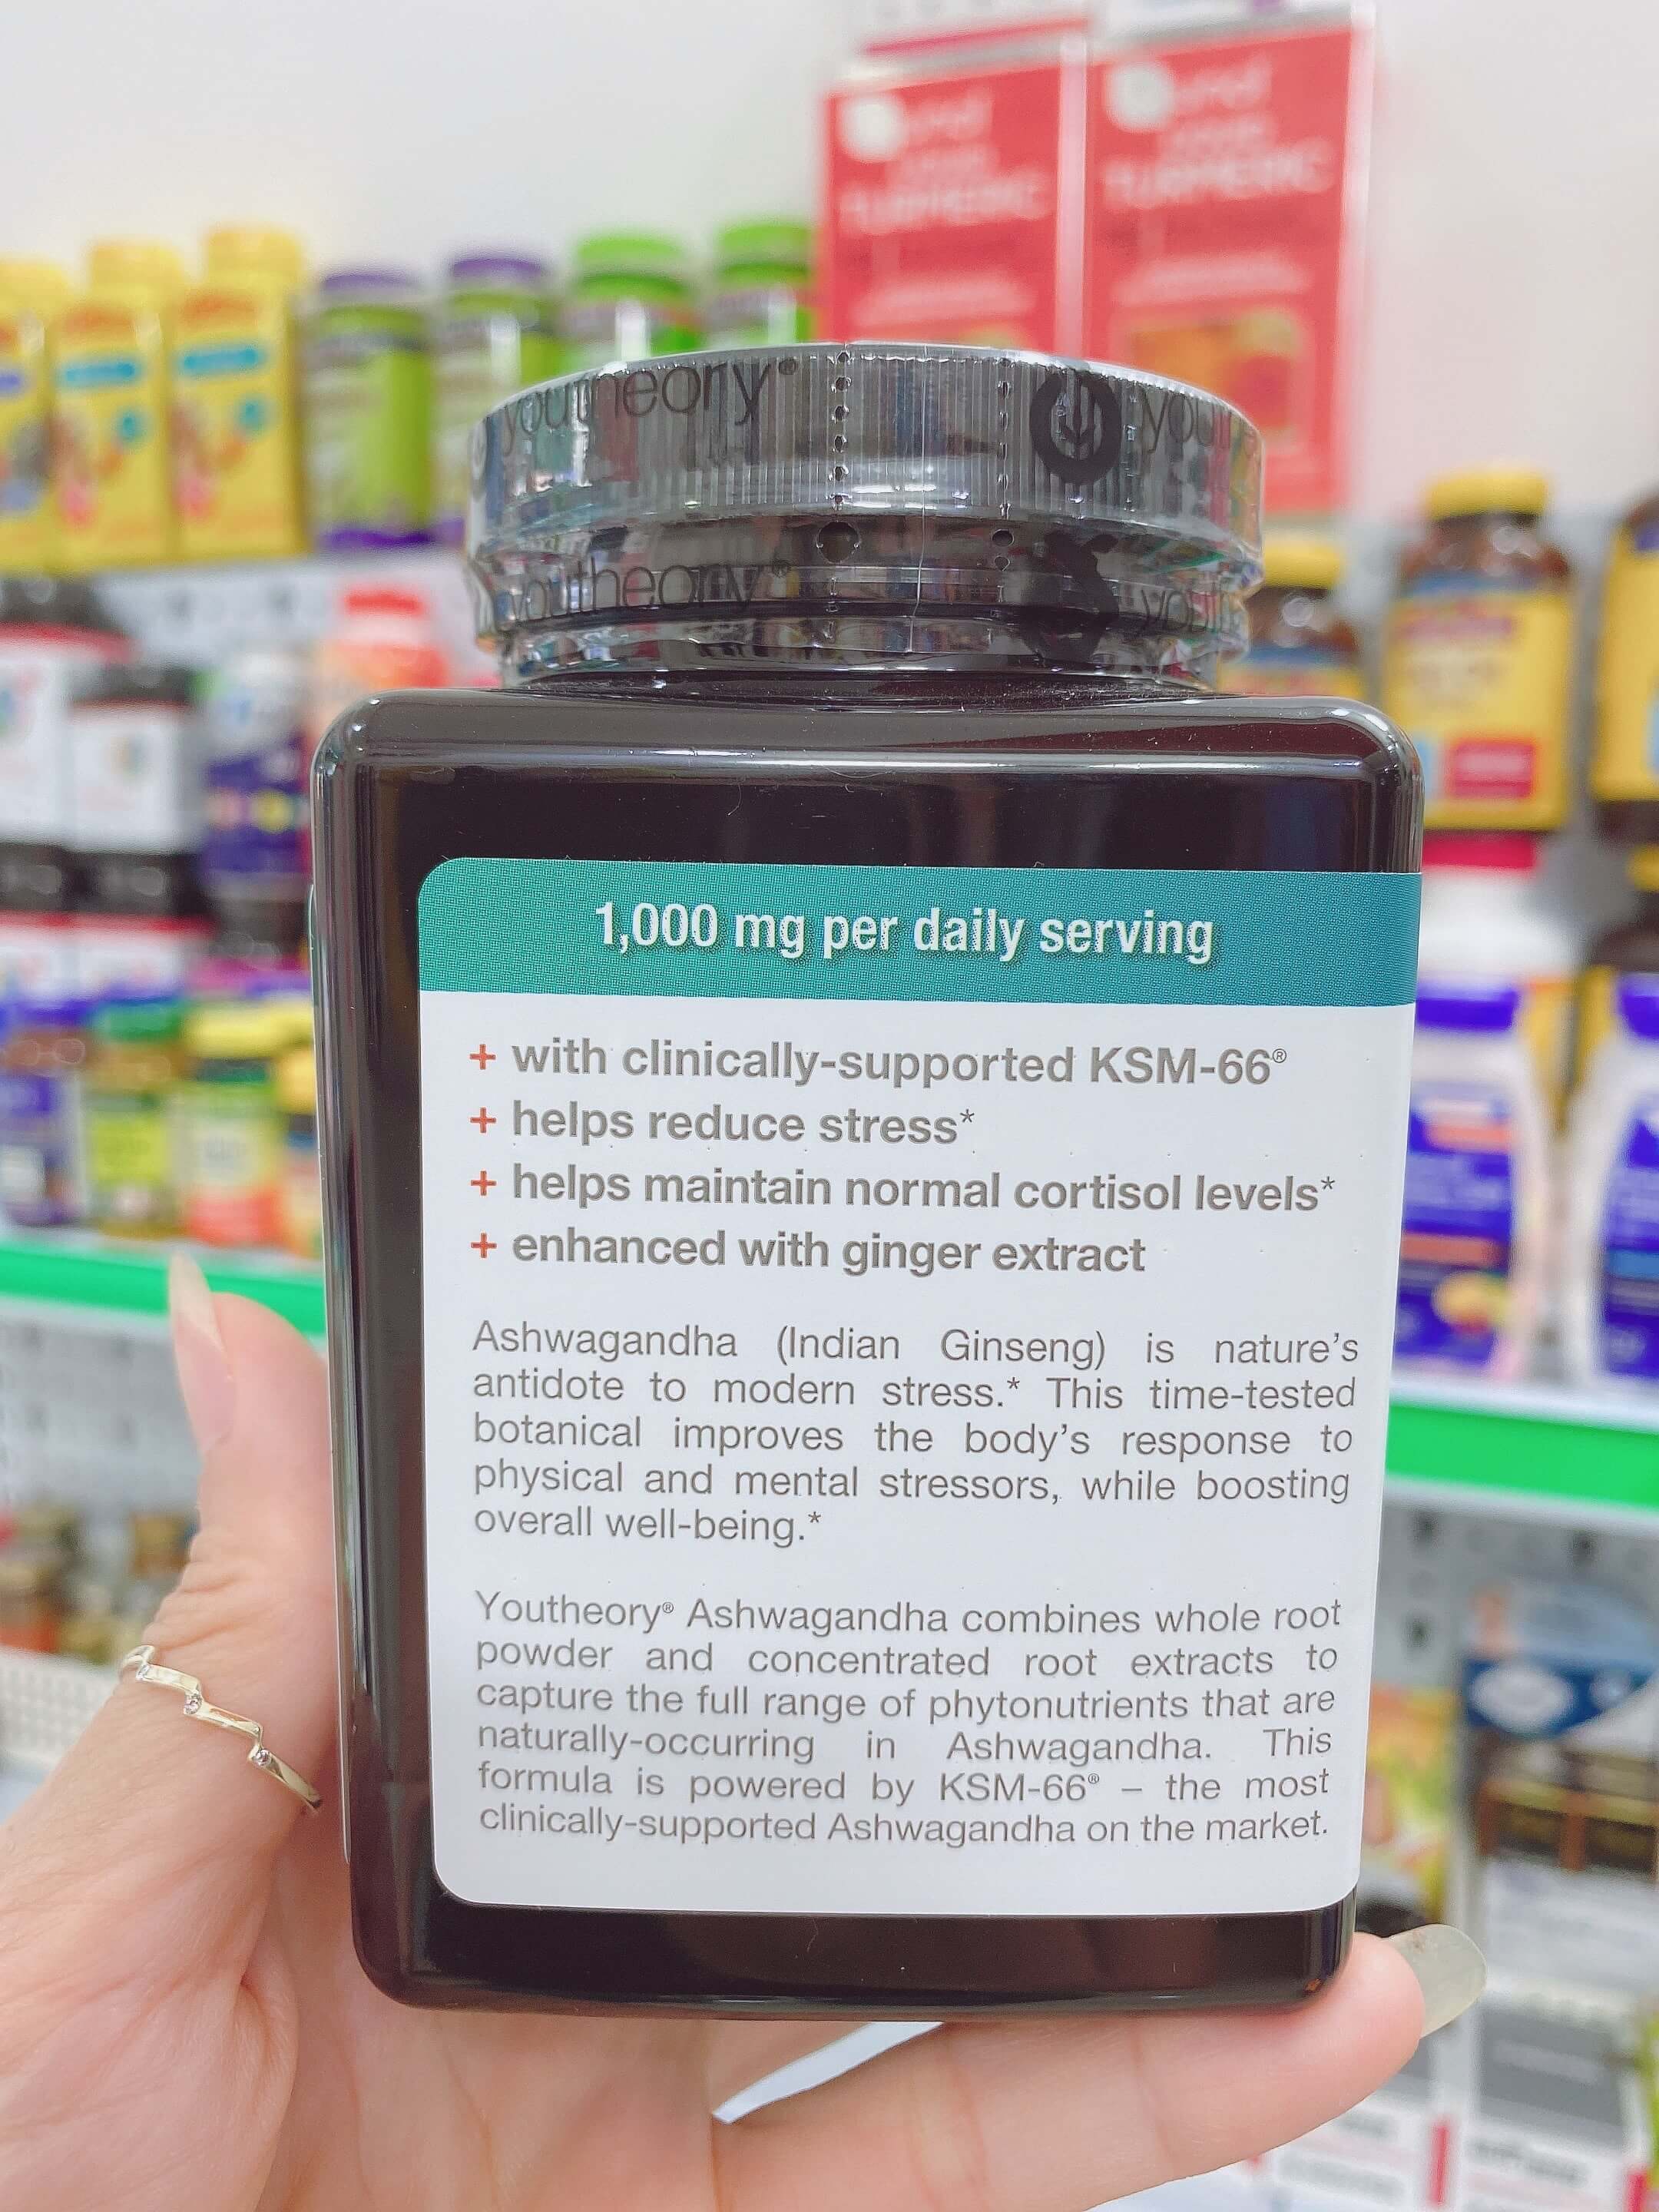 TURMERIC TURMERIC
youtheory®
youtheory®
1,000 mg per daily serving
+ with clinically-supported KSM-66®
+ helps reduce stress*
+ helps maintain normal cortisol levels*
+ enhanced with ginger extract
Ashwagandha (Indian Ginseng) is nature's
antidote to modern stress.* This time-tested
botanical improves the body's response to
physical and mental stressors, while boosting
overall well-being.*
Youtheory® Ashwagandha combines whole root
powder and concentrated root extracts to
capture the full range of phytonutrients that are
naturally-occurring in Ashwagandha. This
formula is powered by KSM-66® – the most
clinically-supported Ashwagandha on the market.